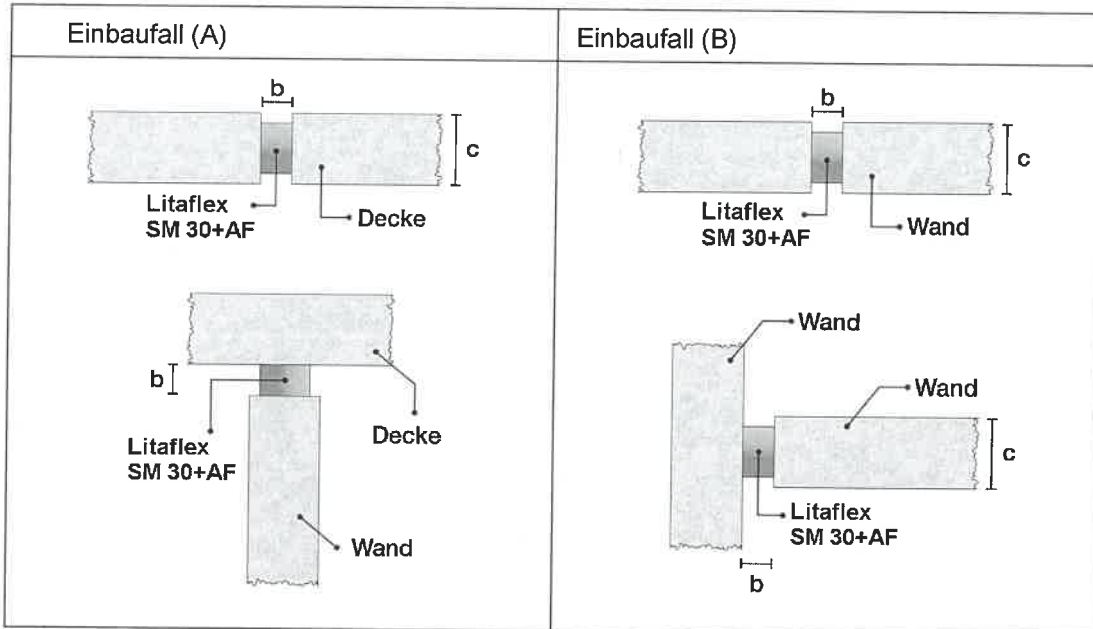 Einbaufall (A)
b
c
Litaflex
SM 30+AF
Decke
b
Litaflex
SM 30+AF
Decke
Wand
Einbaufall (B)
b
c
Litaflex
SM 30+AF
Wand
Wand
Wand
c
Litaflex
SM 30+AF
b